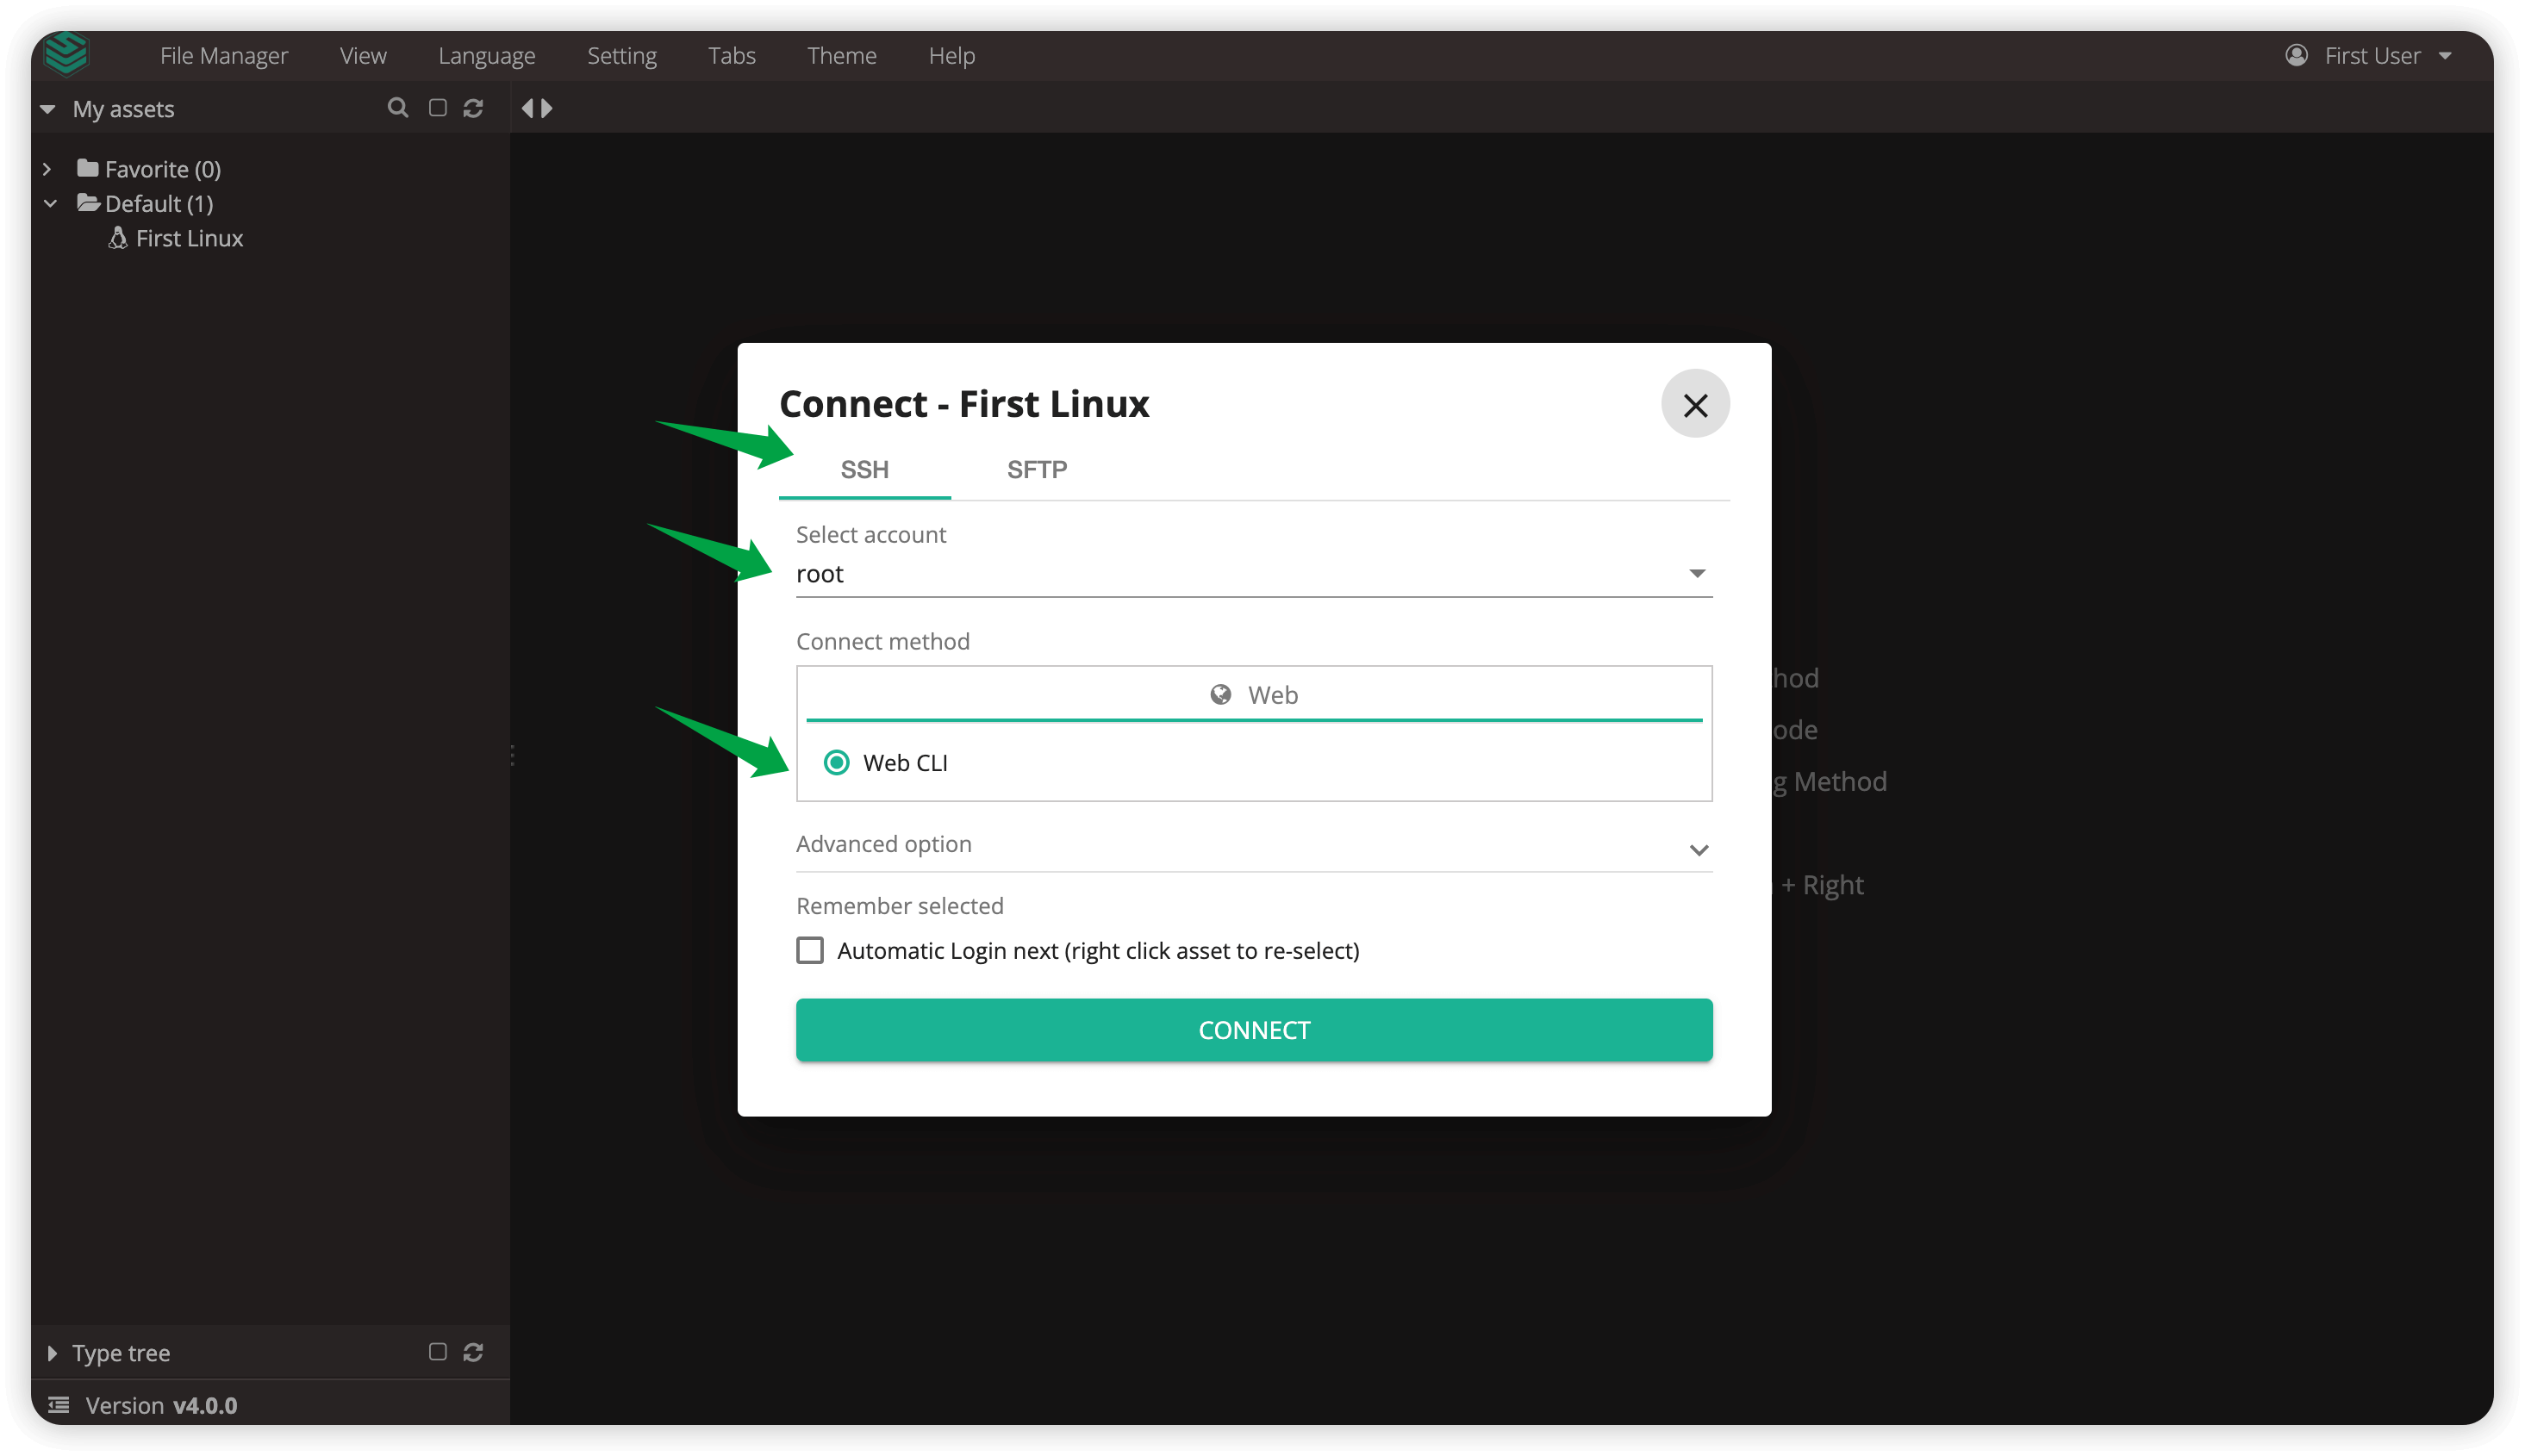 File Manager View Language Setting Tabs Theme Help First User
My assets
Favorite (0)
Default (1)
First Linux
Connect - First Linux
SSH SFTP
Select account
root
Connect method
Web
Web CLI
Advanced option
Remember selected
Automatic Login next (right click asset to re-select)
CONNECT
hod
ode
g Method
+ Right
Type tree
Version v4.0.0